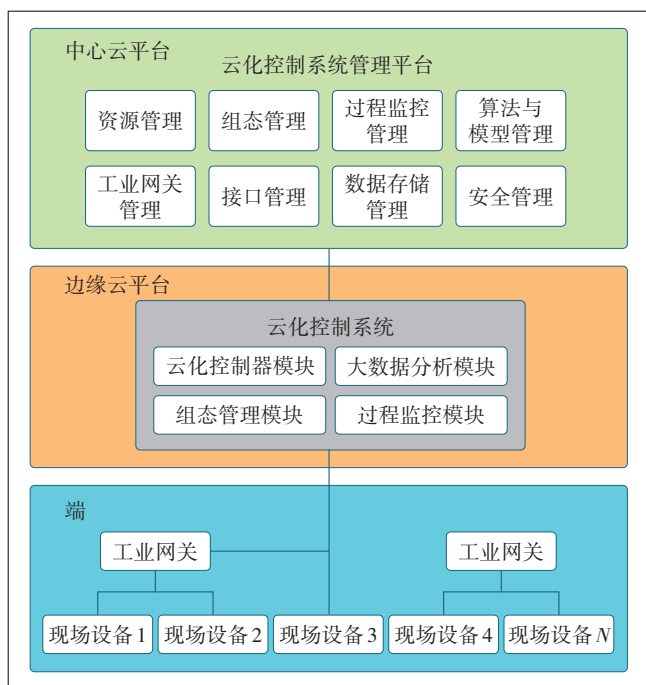 中心云平台
云化控制系统管理平台
资源管理
组态管理
过程监控
管理
算法与
模型管理
工业网关
管理
接口管理
数据存储
管理
安全管理
边缘云平台
云化控制系统
云化控制器模块
大数据分析模块
组态管理模块
过程监控模块
端
工业网关
工业网关
现场设备1
现场设备2
现场设备3
现场设备4
现场设备N